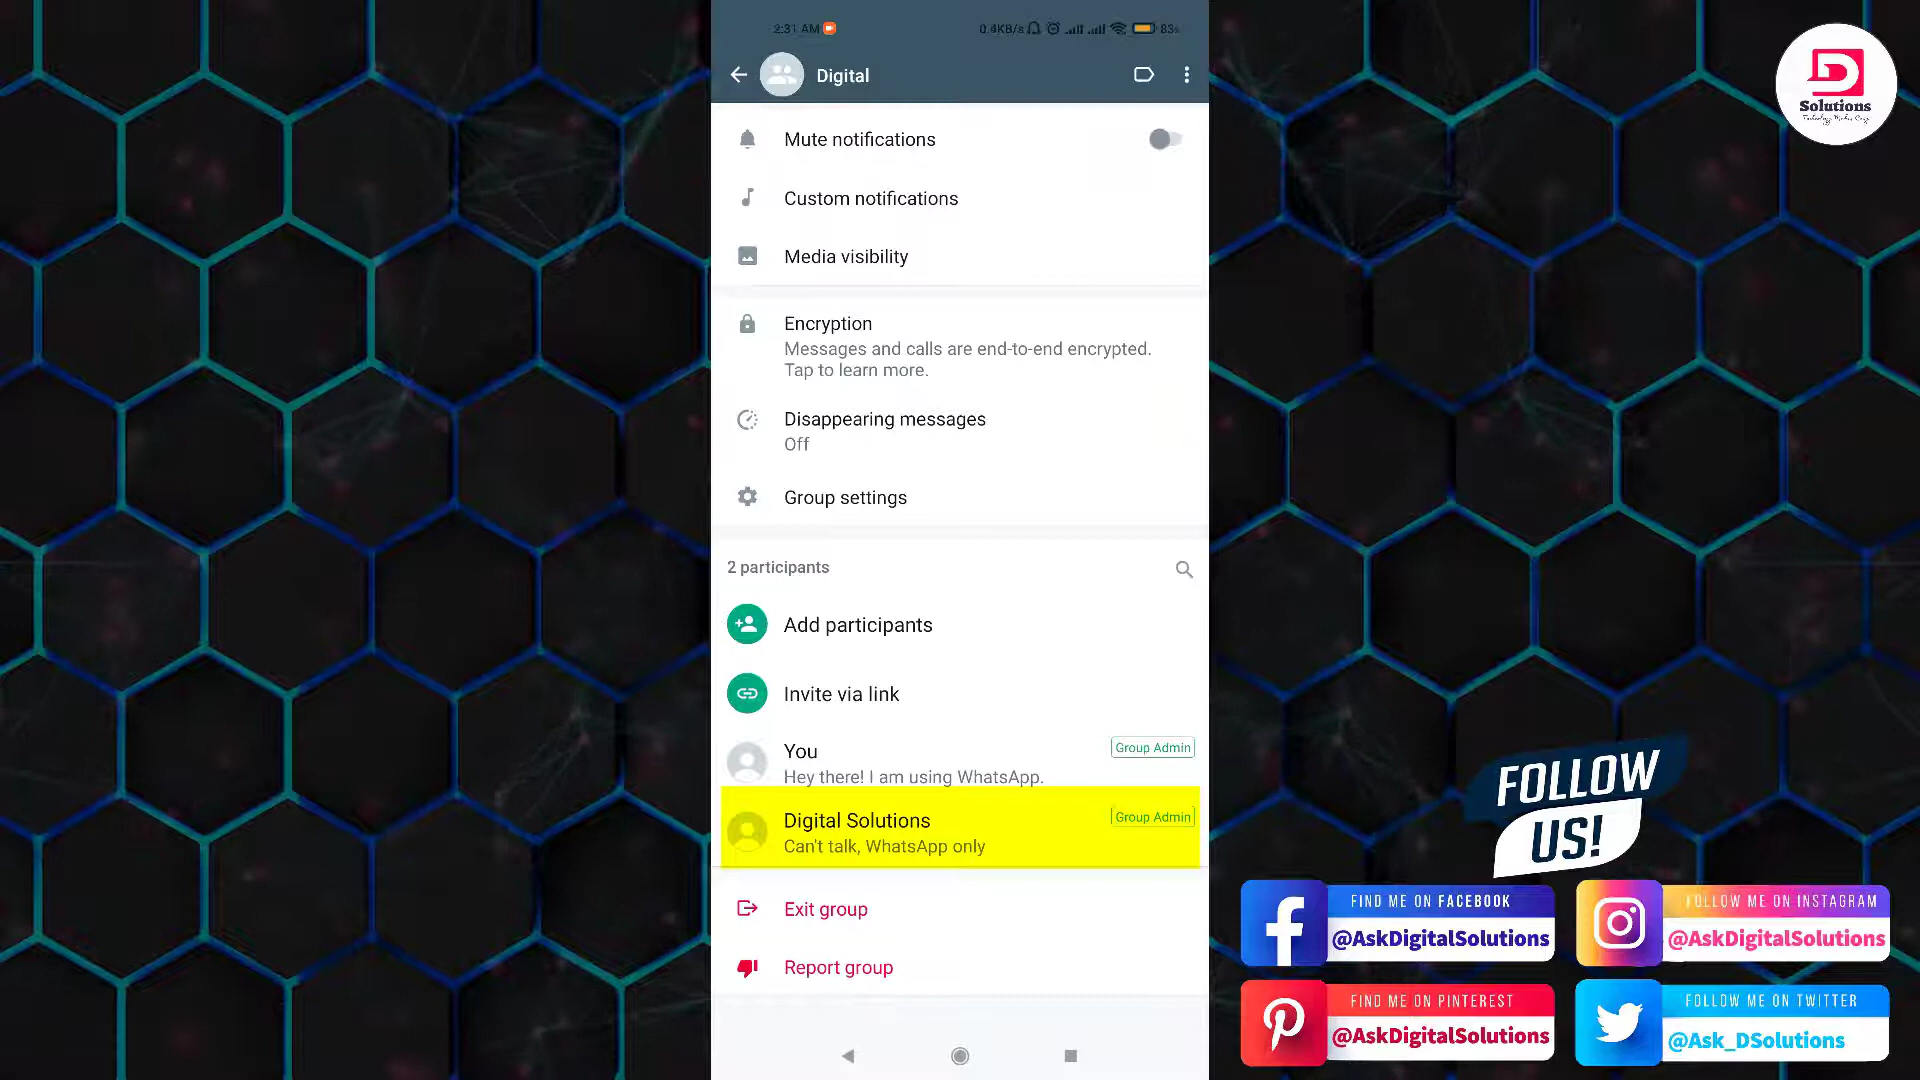 2:31 AM
0.4KB/s
83
Digital
Mute notifications
Custom notifications
Media visibility
Encryption
Messages and calls are end-to-end encrypted.
Tap to learn more.
Disappearing messages
Off
Group settings
2 participants
Add participants
Invite via link
You
Group Admin
Hey there! I am using WhatsApp.
Digital Solutions
Group Admin
Can't talk, WhatsApp only
Exit group
Report group
Solutions
FOLLOW
US!
FIND ME ON FACEBOOK
@AskDigitalSolutions
FOLLOW ME ON INSTAGRAM
@AskDigitalSolutions
FIND ME ON PINTEREST
@AskDigitalSolutions
FOLLOW ME ON TWITTER
@Ask_DSolutions